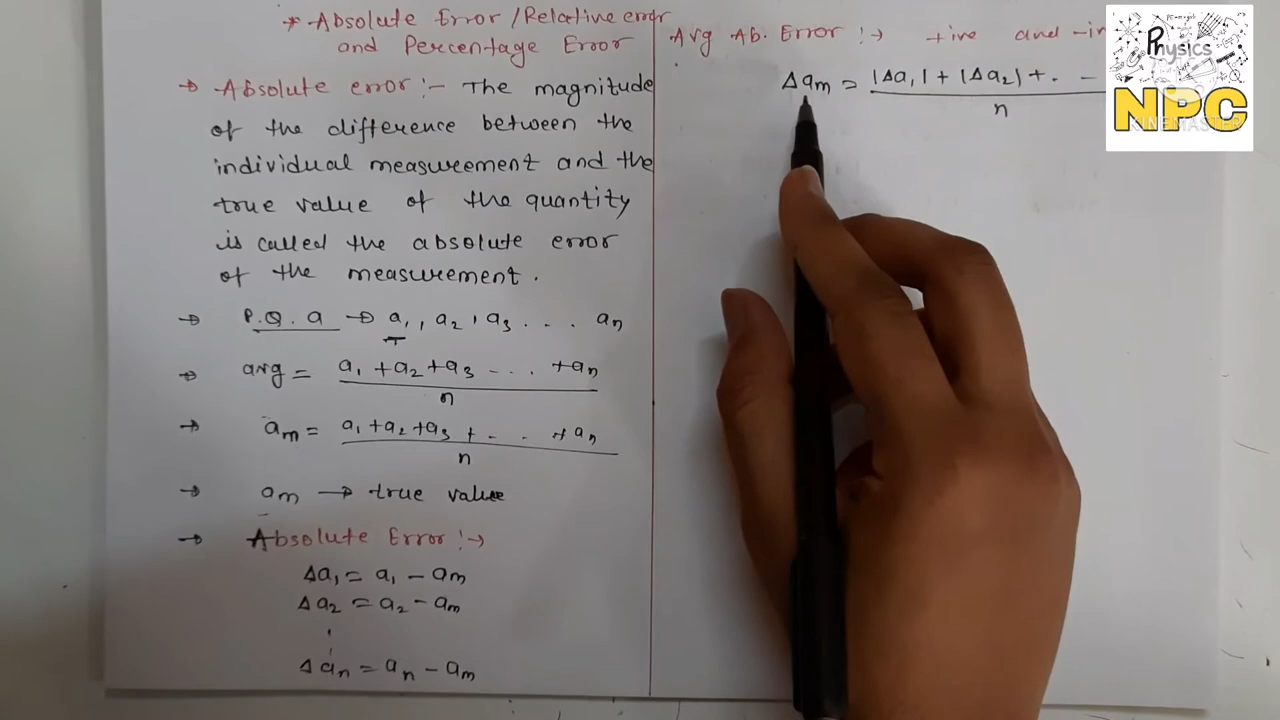 * Absolute Error / Relative error
and Percentage Error
→ Absolute error :- The magnitude
of the difference between the
individual measurement and the
true value of the quantity
is called the absolute error
of the measurement.
→ P.Q. a → a₁, a₂, a₃ . . . . aₙ
→ avg = a₁ + a₂ + a₃ - . . . + aₙ
n
→ aₘ = a₁ + a₂ + a₃ + - . . + aₙ
n
→ aₘ → true value
→ Absolute Error :→
Δa₁ = a₁ - aₘ
Δa₂ = a₂ - aₘ
Δaₙ = aₙ - aₘ
Avg Ab. Error :→ +ive and -i
Δaₘ = |Δa₁| + |Δa₂| + . -
n
Physics
NPC
KINEMASTER